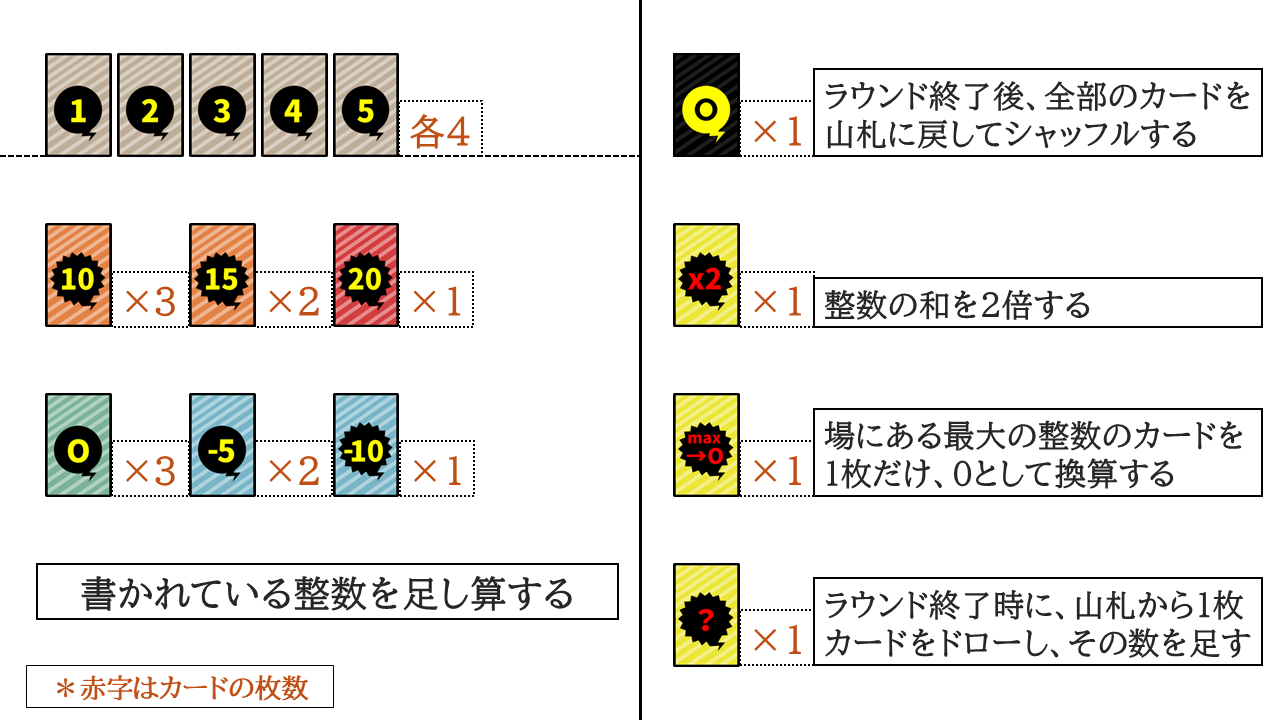 1 2 3 4 5 各4
10 ×3 15 ×2 20 ×1
0 ×3 -5 ×2 -10 ×1
書かれている整数を足し算する
＊赤字はカードの枚数
0 ×1
ラウンド終了後、全部のカードを
山札に戻してシャッフルする
x2 ×1
整数の和を2倍する
max
→0 ×1
場にある最大の整数のカードを
1枚だけ、0として換算する
? ×1
ラウンド終了時に、山札から1枚
カードをドローし、その数を足す